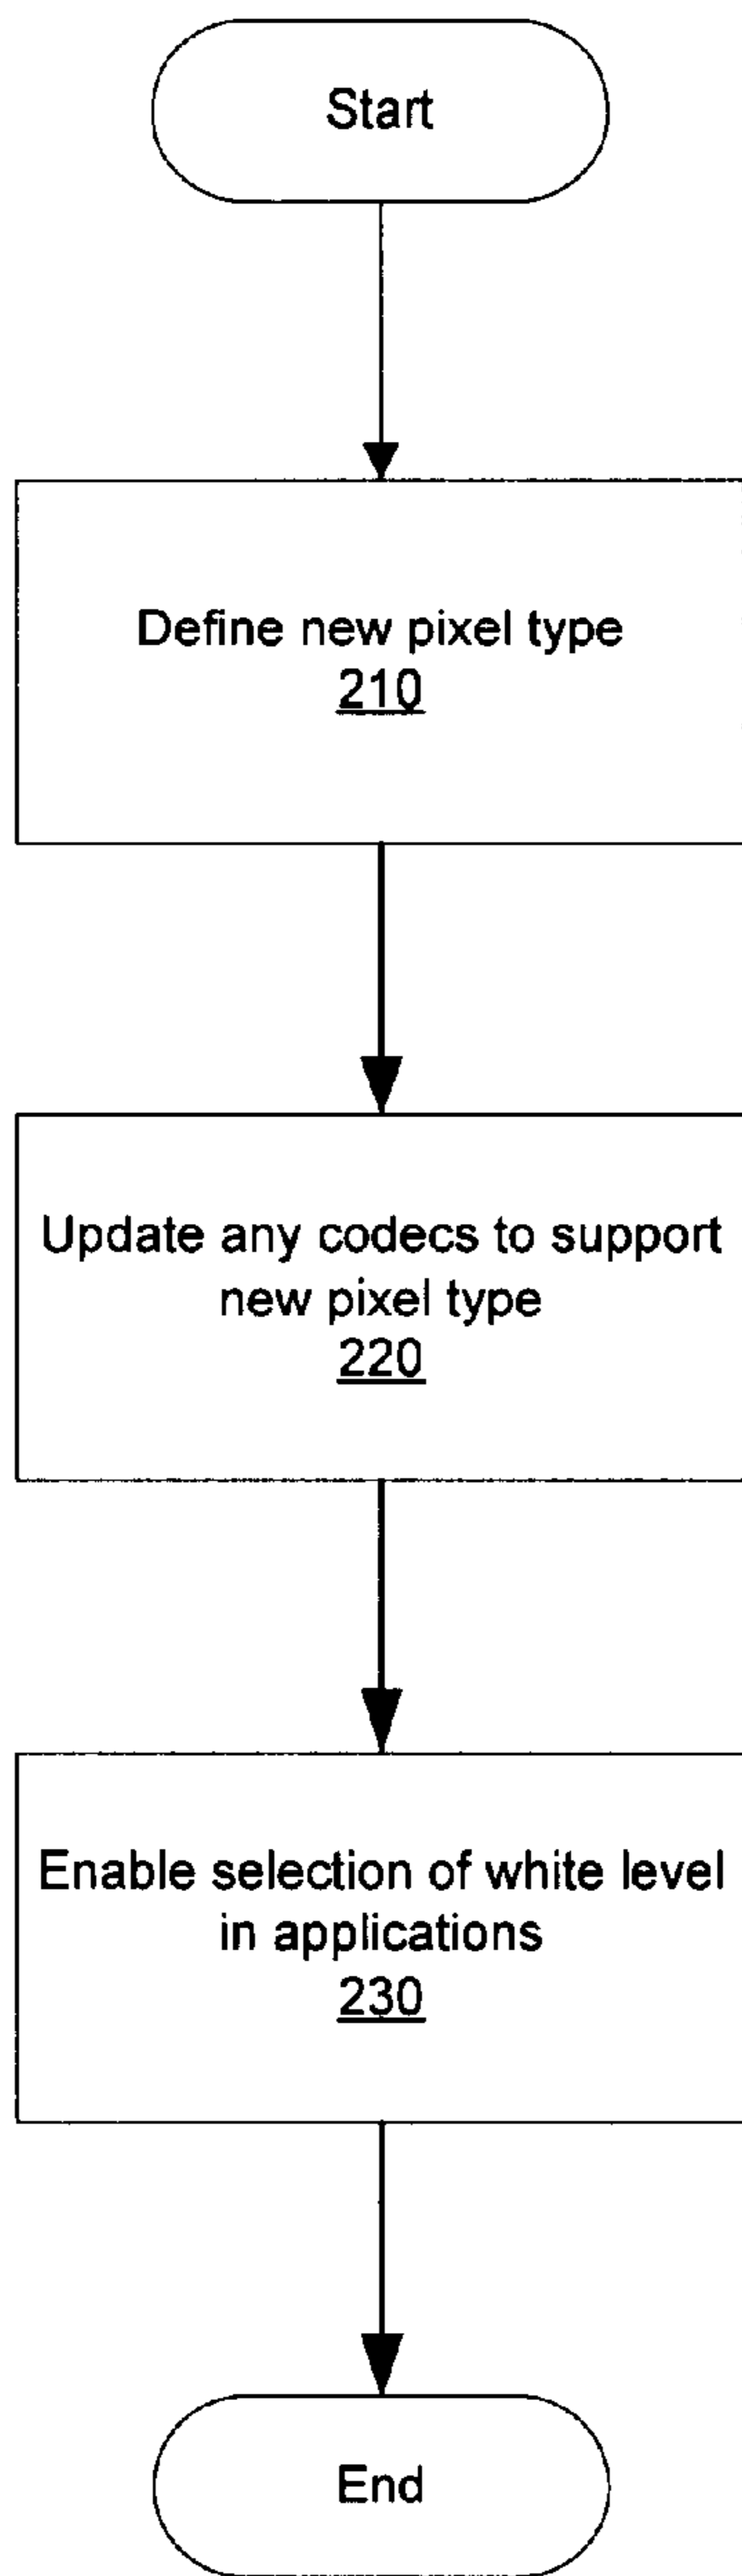 Start
Define new pixel type
210
Update any codecs to support
new pixel type
220
Enable selection of white level
in applications
230
End